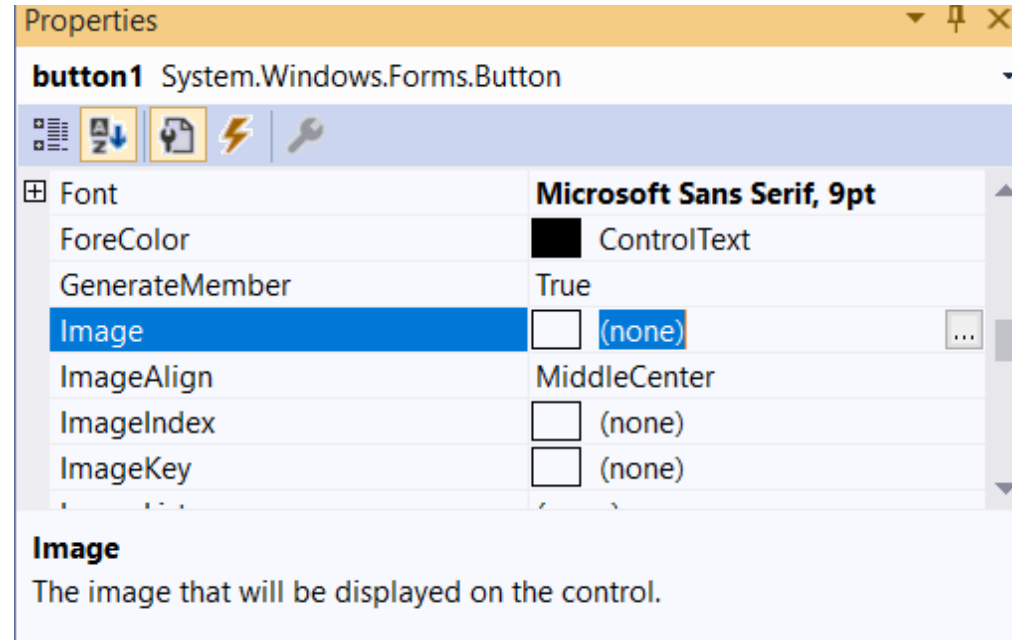 Properties
button1 System.Windows.Forms.Button
Font Microsoft Sans Serif, 9pt
ForeColor ControlText
GenerateMember True
Image (none) ...
ImageAlign MiddleCenter
ImageIndex (none)
ImageKey (none)
Image
The image that will be displayed on the control.